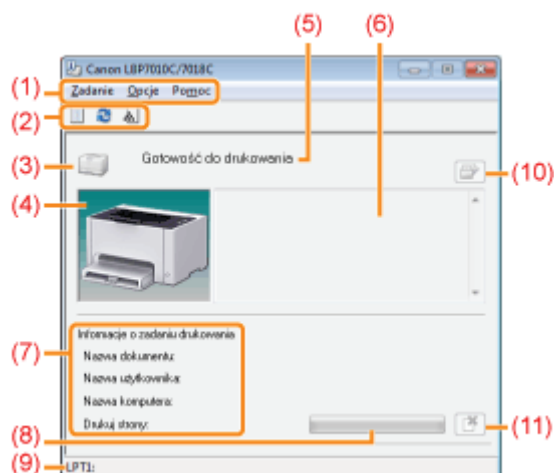 (5) (6)
Canon LBP7010C/7018C
(1) Zadanie Opcje Pomoc
(2)
(3) Gotowość do drukowania (10)
(4)
Informacje o zadaniu drukowania
(7) Nazwa dokumentu:
Nazwa użytkownika:
Nazwa komputera:
Drukuj strony: (11)
(8)
(9) LPT1: